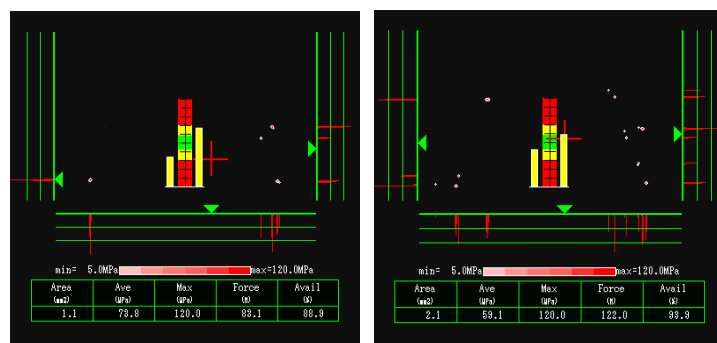 min= 5.0MPa max=120.0MPa
Area Ave Max Force Avail
(mm2) (MPa) (MPa) (N) (%)
1.1 73.8 120.0 83.1 88.9
min= 5.0MPa max=120.0MPa
Area Ave Max Force Avail
(mm2) (MPa) (MPa) (N) (%)
2.1 59.1 120.0 122.0 93.9